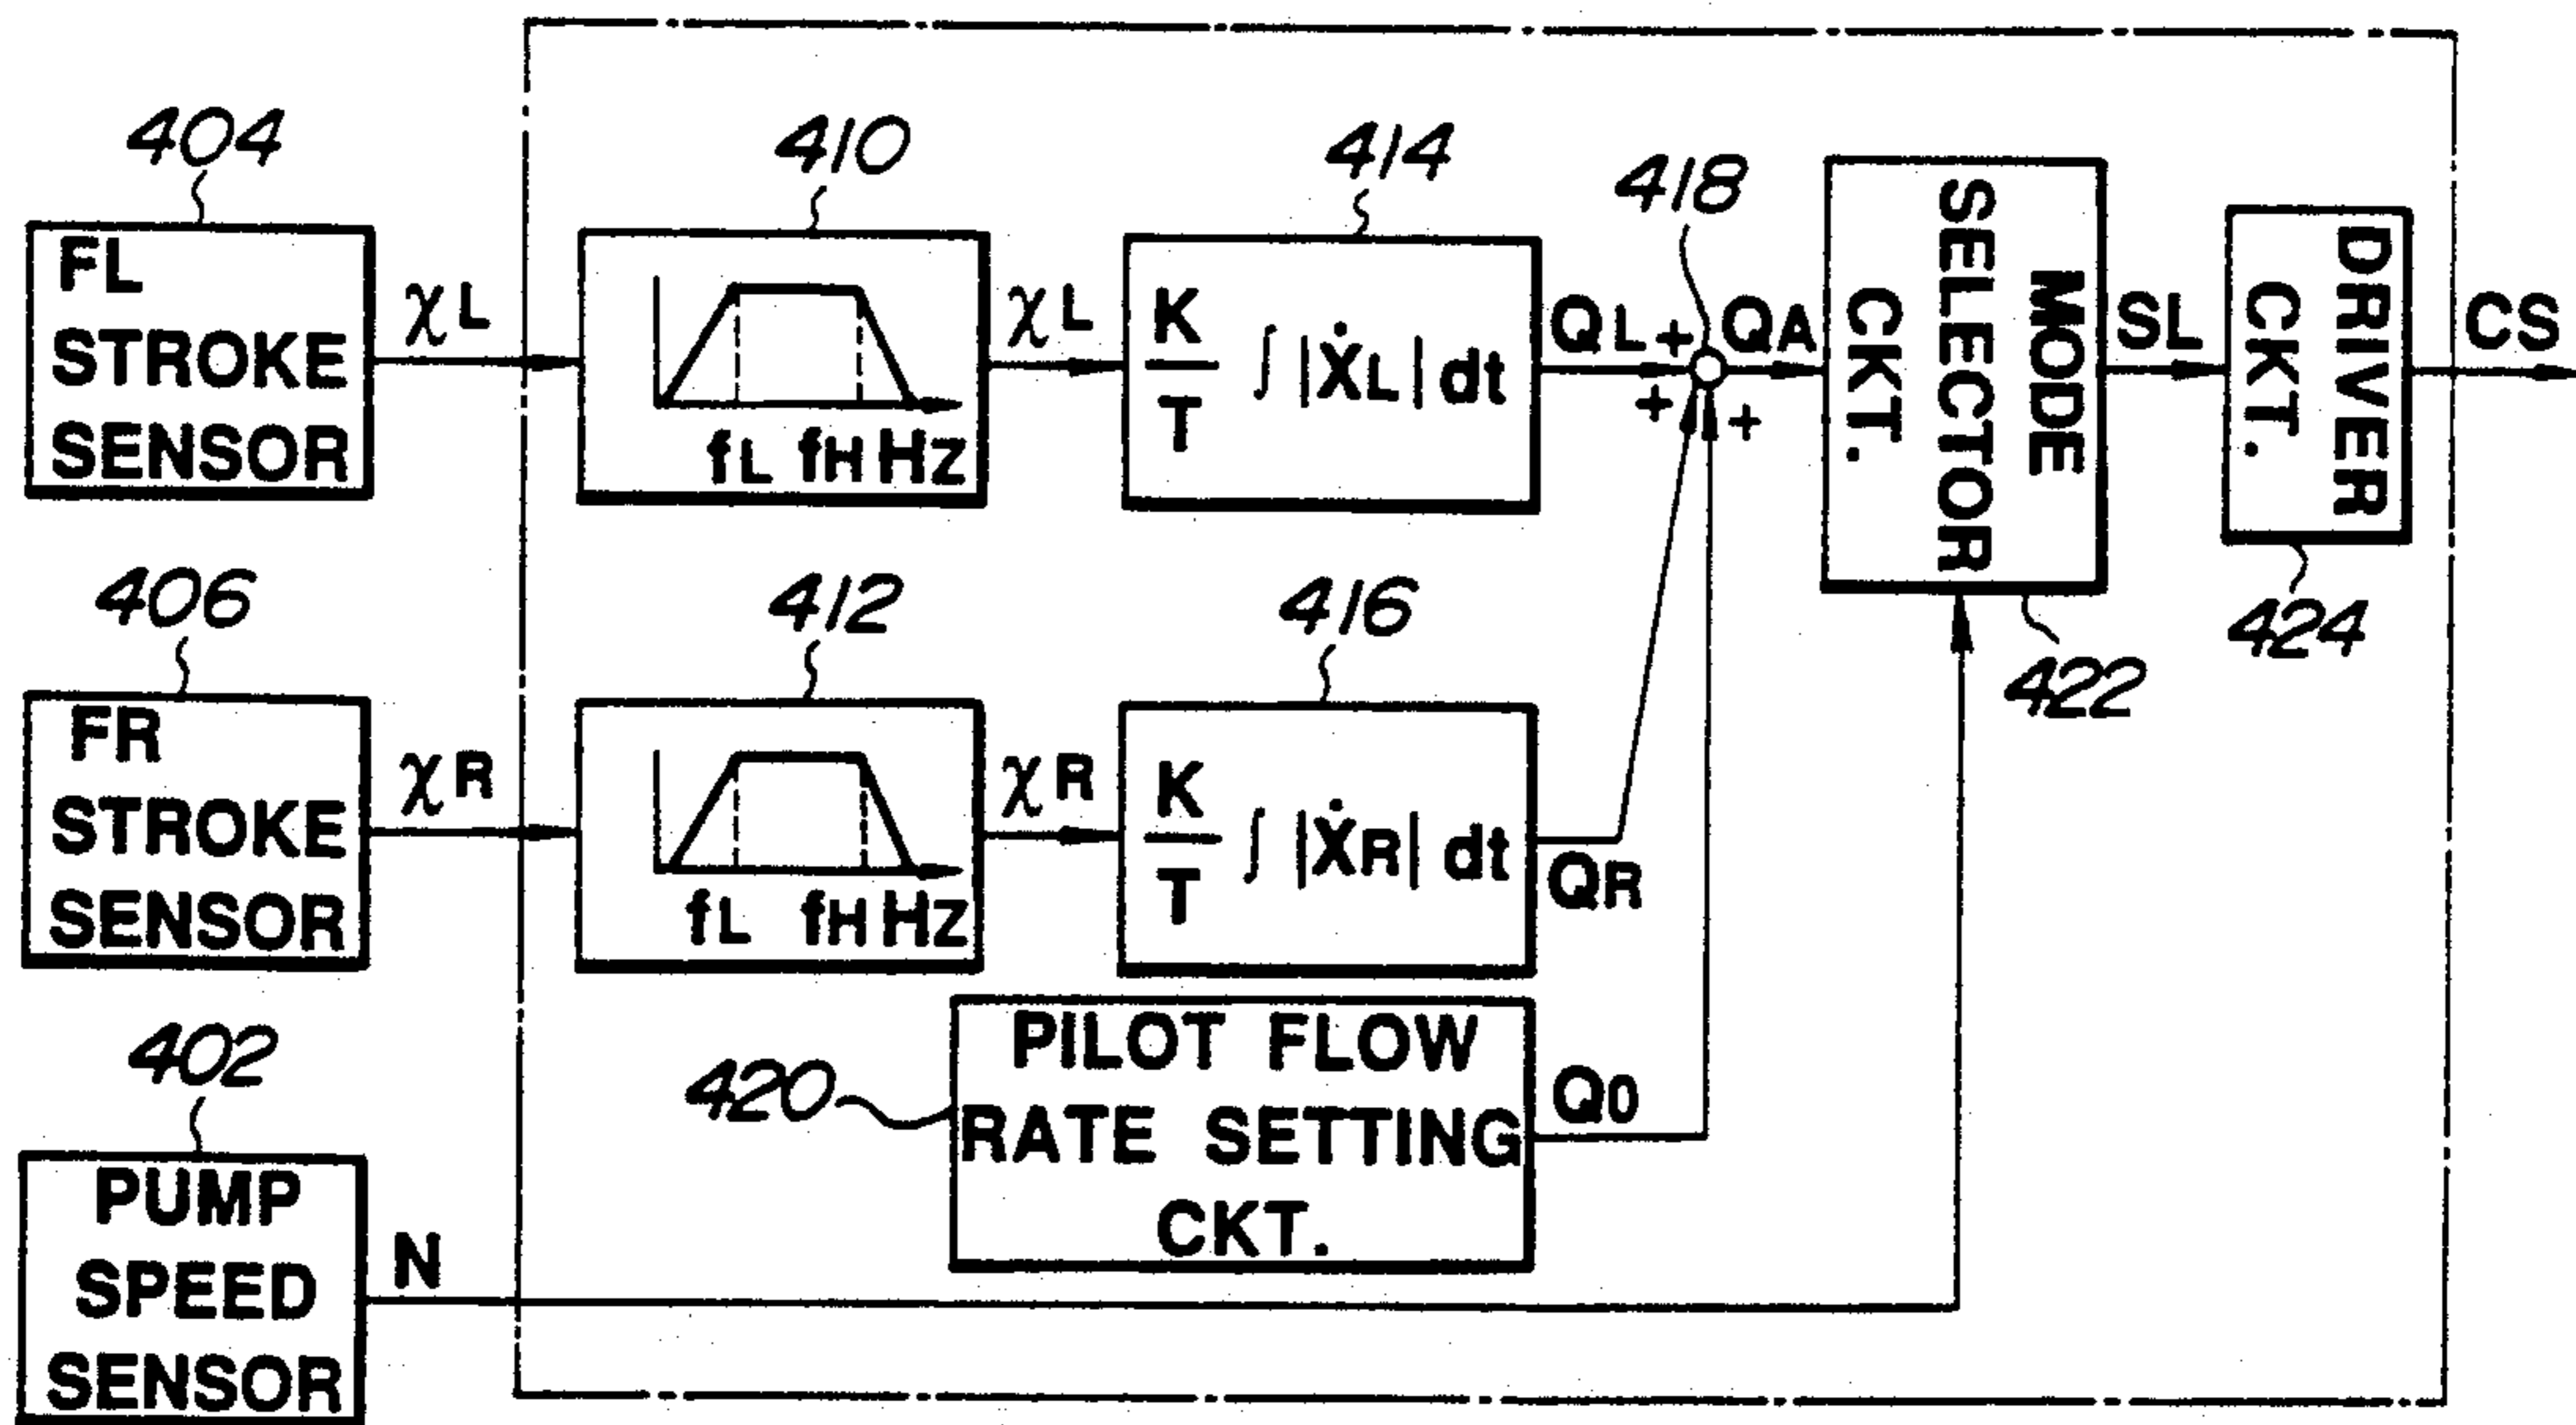 404
FL
STROKE
SENSOR
χL
410
fL fH HZ
χL
414
K
T
∫ |ẊL| dt
QL
+
+
+
418
QA
MODE
SELECTOR
CKT.
422
SL
DRIVER
CKT.
424
CS
406
FR
STROKE
SENSOR
χR
412
fL fH HZ
χR
416
K
T
∫ |ẊR| dt
QR
420
PILOT FLOW
RATE SETTING
CKT.
Q0
402
PUMP
SPEED
SENSOR
N